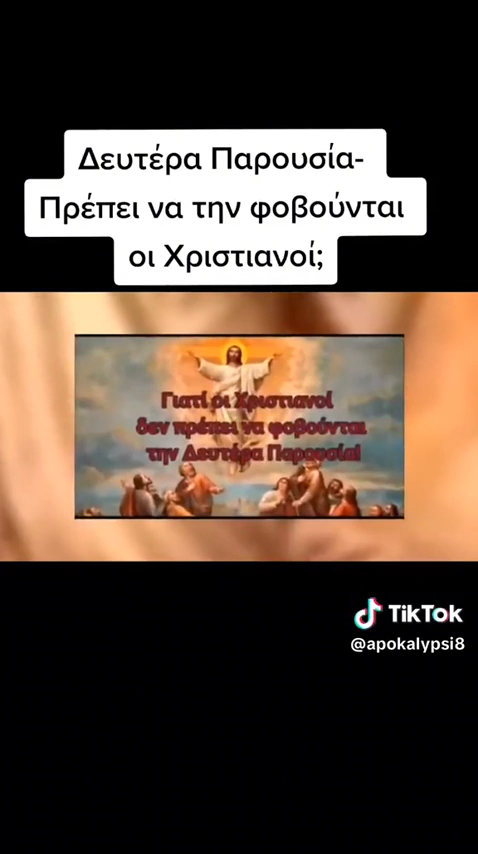 Δευτέρα Παρουσία-
Πρέπει να την φοβούνται
οι Χριστιανοί;
Γιατί οι Χριστιανοί
δεν πρέπει να φοβούνται
την Δευτέρα Παρουσία!
TikTok
@apokalypsi8